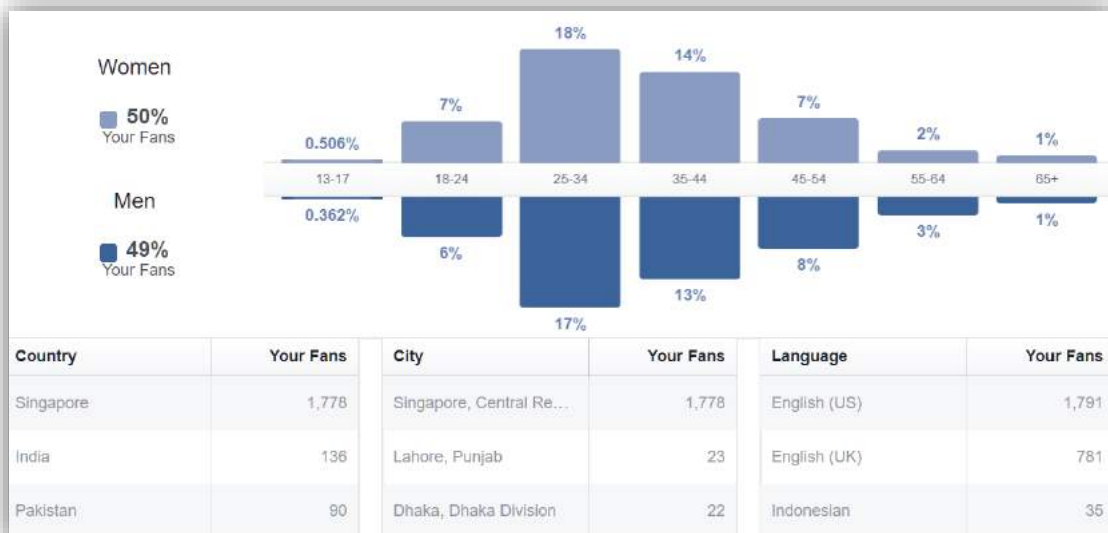 Women
50%
Your Fans
Men
49%
Your Fans
18%
14%
7%
7%
2%
1%
0.506%
13-17 18-24 25-34 35-44 45-54 55-64 65+
0.362%
6%
17%
13%
8%
3%
1%
Country Your Fans City Your Fans Language Your Fans
Singapore 1,778 Singapore, Central Re... 1,778 English (US) 1,791
India 136 Lahore, Punjab 23 English (UK) 781
Pakistan 90 Dhaka, Dhaka Division 22 Indonesian 35